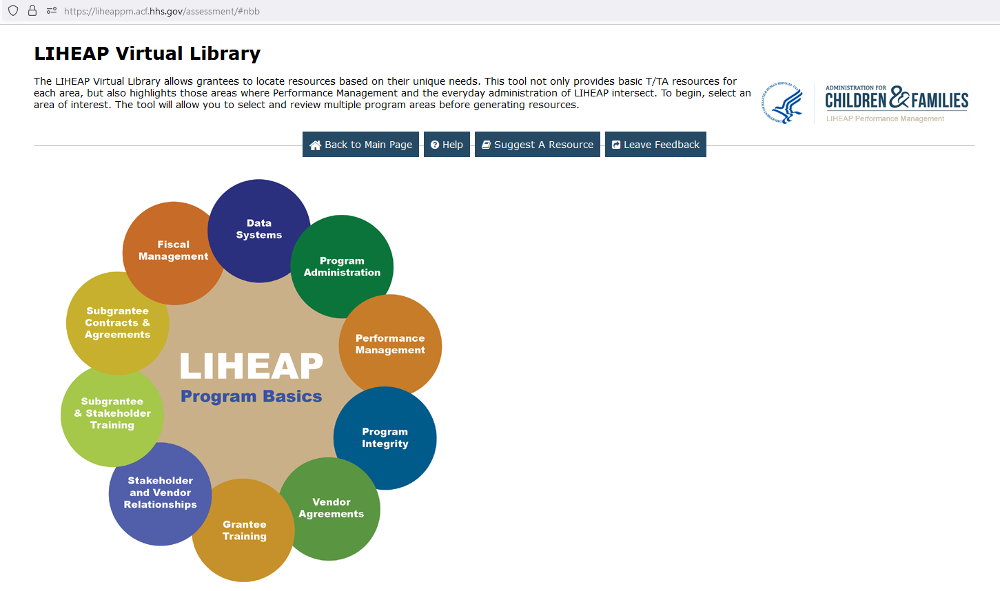 https://liheappm.acf.hhs.gov/assessment/#nbb
LIHEAP Virtual Library
The LIHEAP Virtual Library allows grantees to locate resources based on their unique needs. This tool not only provides basic T/TA resources for
each area, but also highlights those areas where Performance Management and the everyday administration of LIHEAP intersect. To begin, select an
area of interest. The tool will allow you to select and review multiple program areas before generating resources.
DEPARTMENT OF HEALTH & HUMAN SERVICES · USA
ADMINISTRATION FOR
CHILDREN & FAMILIES
LIHEAP Performance Management
Back to Main Page
Help
Suggest A Resource
Leave Feedback
Data
Systems
Program
Administration
Performance
Management
Program
Integrity
Vendor
Agreements
Grantee
Training
Stakeholder
and Vendor
Relationships
Subgrantee
& Stakeholder
Training
Subgrantee
Contracts &
Agreements
Fiscal
Management
LIHEAP
Program Basics